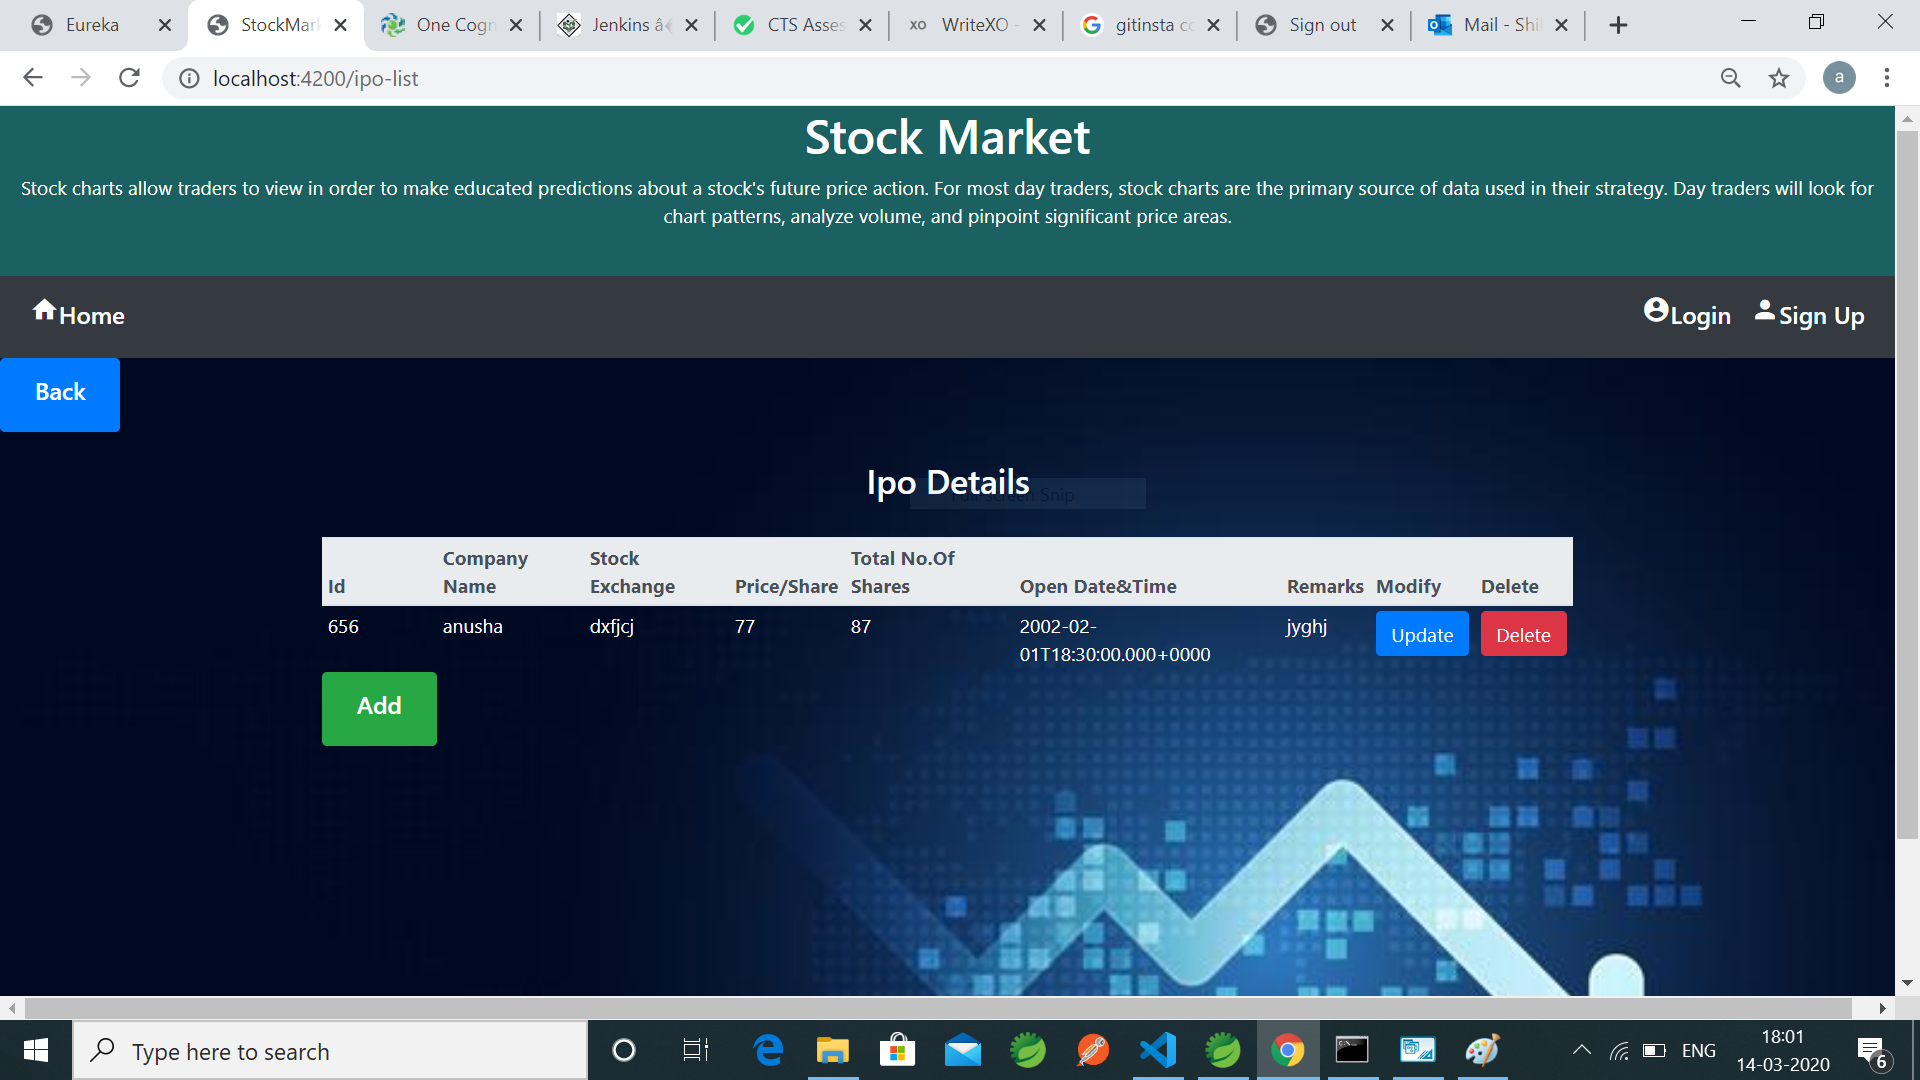 Eureka
StockMark
One Cogn
Jenkins â
CTS Asses
XO WriteXO -
gitinsta co
Sign out
Mail - Shi
localhost:4200/ipo-list
a
Stock Market
Stock charts allow traders to view in order to make educated predictions about a stock's future price action. For most day traders, stock charts are the primary source of data used in their strategy. Day traders will look for
chart patterns, analyze volume, and pinpoint significant price areas.
Home
Login
Sign Up
Back
Ipo Details
Snip
Id Company Name Stock Exchange Price/Share Total No.Of Shares Open Date&Time Remarks Modify Delete
656 anusha dxfjcj 77 87 2002-02-01T18:30:00.000+0000 jyghj Update Delete
Add
Type here to search
ENG
18:01
14-03-2020
6